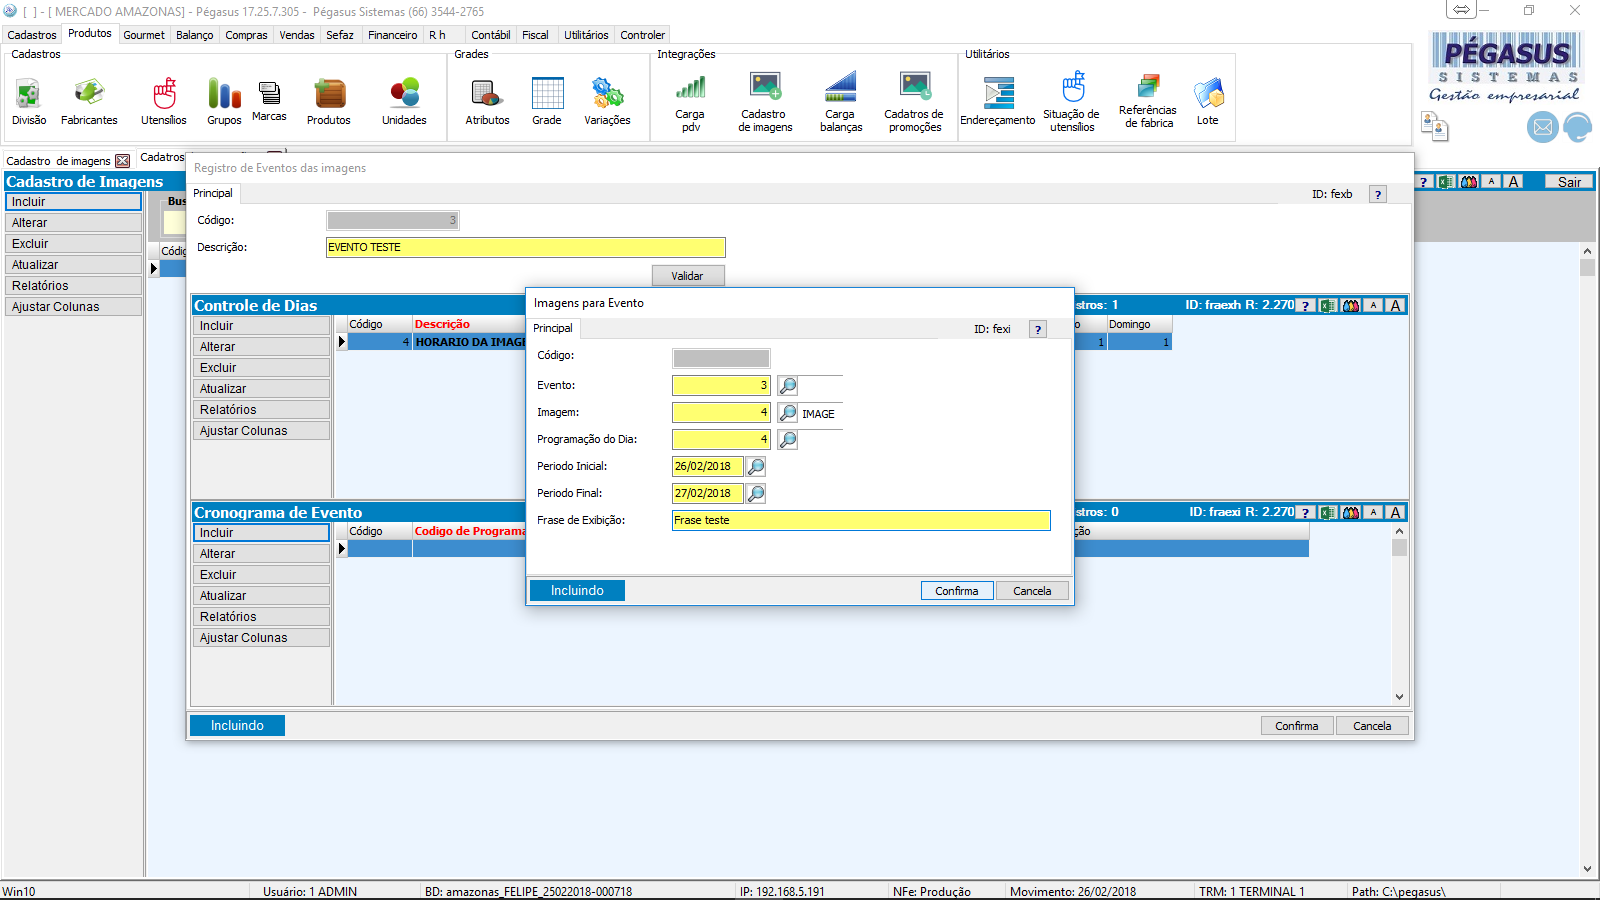 [ ] - [ MERCADO AMAZONAS] - Pégasus 17.25.7.305 - Pégasus Sistemas (66) 3544-2765
Cadastros Produtos Gourmet Balanço Compras Vendas Sefaz Financeiro R h Contábil Fiscal Utilitários Controler
Cadastros Grades Integrações Utilitários
Divisão Fabricantes Utensílios Grupos Marcas Produtos Unidades Atributos Grade Variações Carga pdv Cadastro de imagens Carga balanças Cadatros de promoções Endereçamento Situação de utensílios Referências de fabrica Lote
PÉGASUS
SISTEMAS
Gestão empresarial
Cadastro de imagens Cadatros
Cadastro de Imagens
? A A Sair
Incluir
Alterar
Excluir
Atualizar
Relatórios
Ajustar Colunas
Bus
Códig
Registro de Eventos das imagens
Principal
ID: fexb ?
Código: 3
Descrição: EVENTO TESTE
Validar
Controle de Dias
stros: 1 ID: fraexh R: 2.270 ? A A
Incluir
Alterar
Excluir
Atualizar
Relatórios
Ajustar Colunas
Código Descrição o Domingo
4 HORARIO DA IMAGE 1 1
Cronograma de Evento
stros: 0 ID: fraexi R: 2.270 ? A A
Incluir
Alterar
Excluir
Atualizar
Relatórios
Ajustar Colunas
Código Codigo de Programa ção
Imagens para Evento
Principal
ID: fexi ?
Código:
Evento: 3
Imagem: 4 IMAGE
Programação do Dia: 4
Periodo Inicial: 26/02/2018
Periodo Final: 27/02/2018
Frase de Exibição: Frase teste
Incluindo Confirma Cancela
Incluindo Confirma Cancela
Win10 Usuário: 1 ADMIN BD: amazonas_FELIPE_25022018-000718 IP: 192.168.5.191 NFe: Produção Movimento: 26/02/2018 TRM: 1 TERMINAL 1 Path: C:\pegasus\